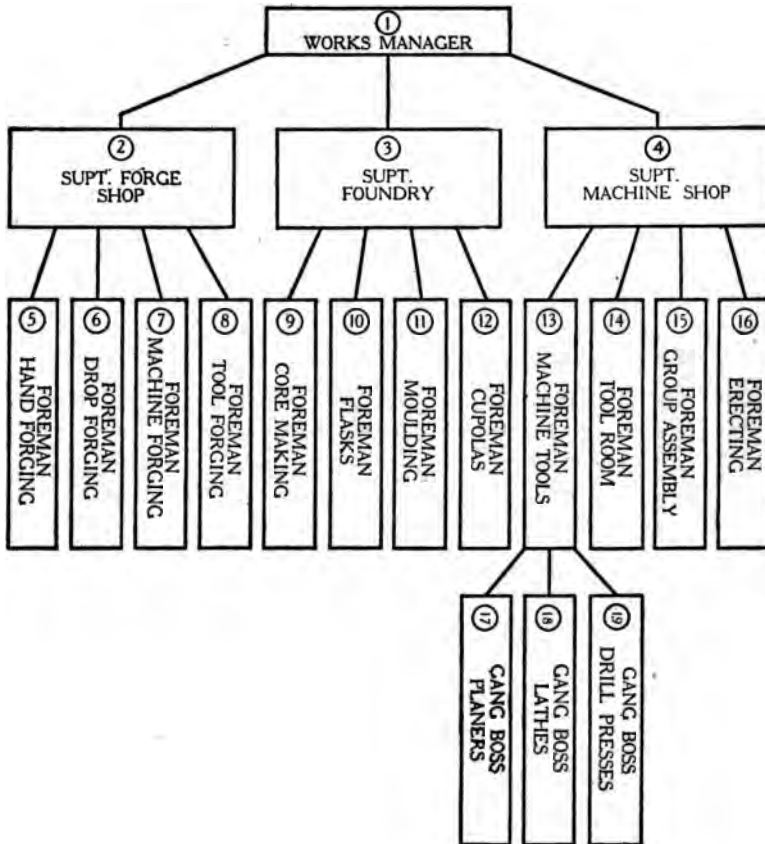 1
WORKS MANAGER
2
SUPT. FORGE
SHOP
3
SUPT.
FOUNDRY
4
SUPT.
MACHINE SHOP
5
FOREMAN
HAND FORGING
6
FOREMAN
DROP FORGING
7
FOREMAN
MACHINE FORGING
8
FOREMAN
TOOL FORGING
9
FOREMAN
CORE MAKING
10
FOREMAN
FLASKS
11
FOREMAN
MOULDING
12
FOREMAN
CUPOLAS
13
FOREMAN
MACHINE TOOLS
14
FOREMAN
TOOL ROOM
15
FOREMAN
GROUP ASSEMBLY
16
FOREMAN
ERECTING
17
GANG BOSS
PLANERS
18
GANG BOSS
LATHES
19
GANG BOSS
DRILL PRESSES